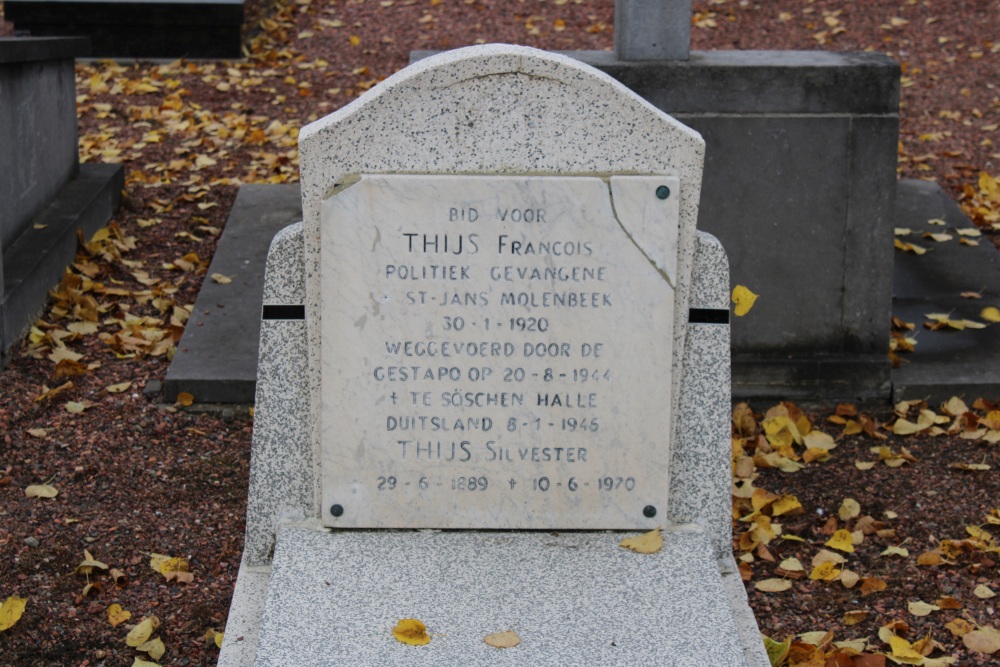 BID VOOR
THIJS FRANCOIS
POLITIEK GEVANGENE
° ST-JANS MOLENBEEK
30-1-1920
WEGGEVOERD DOOR DE
GESTAPO OP 20-8-1944
† TE SÖSCHEN HALLE
DUITSLAND 8-1-1945
THIJS SILVESTER
29-6-1889 † 10-6-1970